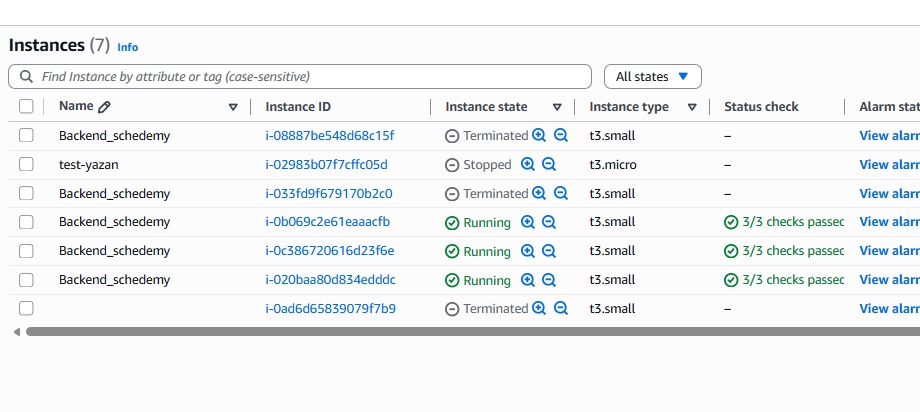 Instances (7) Info
Find Instance by attribute or tag (case-sensitive) All states
Name Instance ID Instance state Instance type Status check Alarm stat
Backend_schedemy i-08887be548d68c15f Terminated t3.small – View alarr
test-yazan i-02983b07f7cffc05d Stopped t3.micro – View alarr
Backend_schedemy i-033fd9f679170b2c0 Terminated t3.small – View alarr
Backend_schedemy i-0b069c2e61eaaacfb Running t3.small 3/3 checks passed View alarr
Backend_schedemy i-0c386720616d23f6e Running t3.small 3/3 checks passed View alarr
Backend_schedemy i-020baa80d834edddc Running t3.small 3/3 checks passed View alarr
i-0ad6d65839079f7b9 Terminated t3.small – View alarr